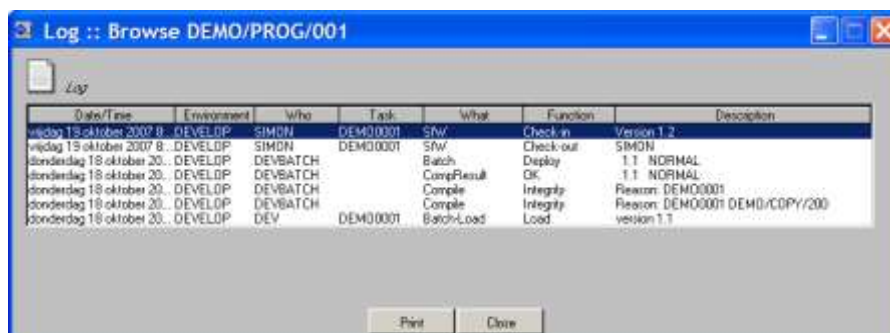 Log :: Browse DEMO/PROG/001
Log
Date/Time Environment Who Task What Function Description
vrijdag 19 oktober 2007 8:... DEVELOP SIMON DEMO0001 SfW Check-in Version 1.2
vrijdag 19 oktober 2007 8:... DEVELOP SIMON DEMO0001 SfW Check-out SIMON
donderdag 18 oktober 20... DEVELOP DEVBATCH Batch Deploy 1.1 NORMAL
donderdag 18 oktober 20... DEVELOP DEVBATCH CompResult OK 1.1 NORMAL
donderdag 18 oktober 20... DEVELOP DEVBATCH Compile Integrity Reason: DEMO0001
donderdag 18 oktober 20... DEVELOP DEVBATCH Compile Integrity Reason: DEMO0001 DEMO/COPY/200
donderdag 18 oktober 20... DEVELOP DEV DEMO0001 Batch-Load Load version 1.1
Print Close